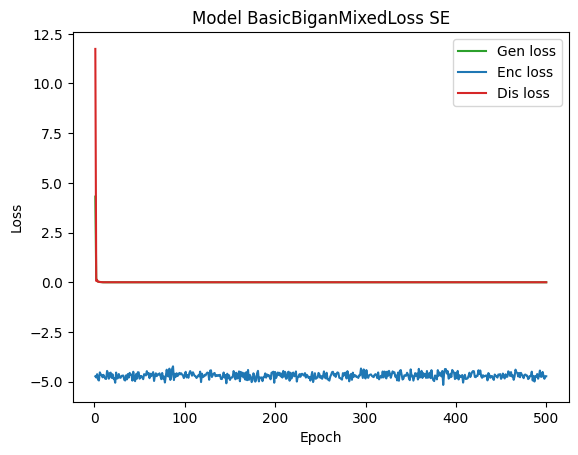 Model BasicBiganMixedLoss SE
Gen loss
Enc loss
Dis loss
12.5
10.0
7.5
5.0
2.5
0.0
−2.5
−5.0
Loss
0
100
200
300
400
500
Epoch